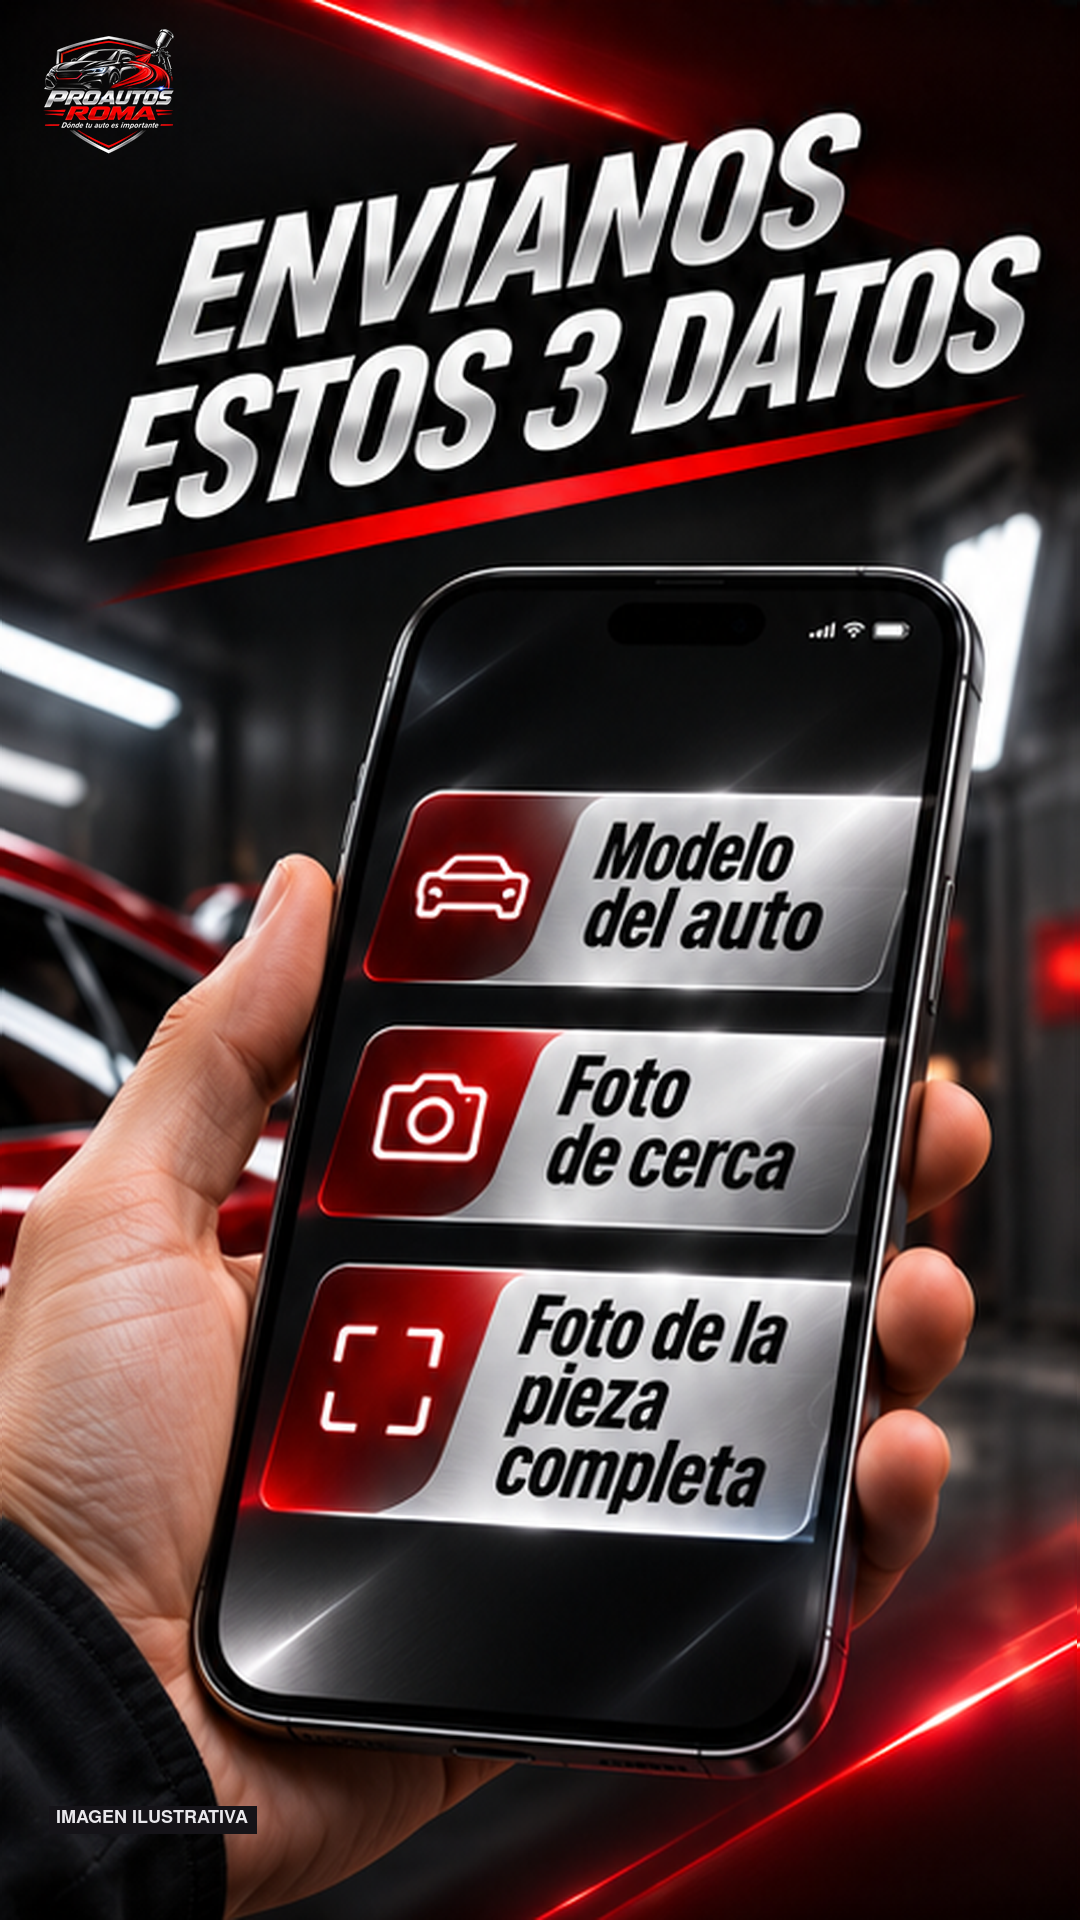 PROAUTOS
ROMA
Dónde tu auto es importante
ENVÍANOS
ESTOS 3 DATOS
Modelo
del auto
Foto
de cerca
Foto de la
pieza
completa
IMAGEN ILUSTRATIVA